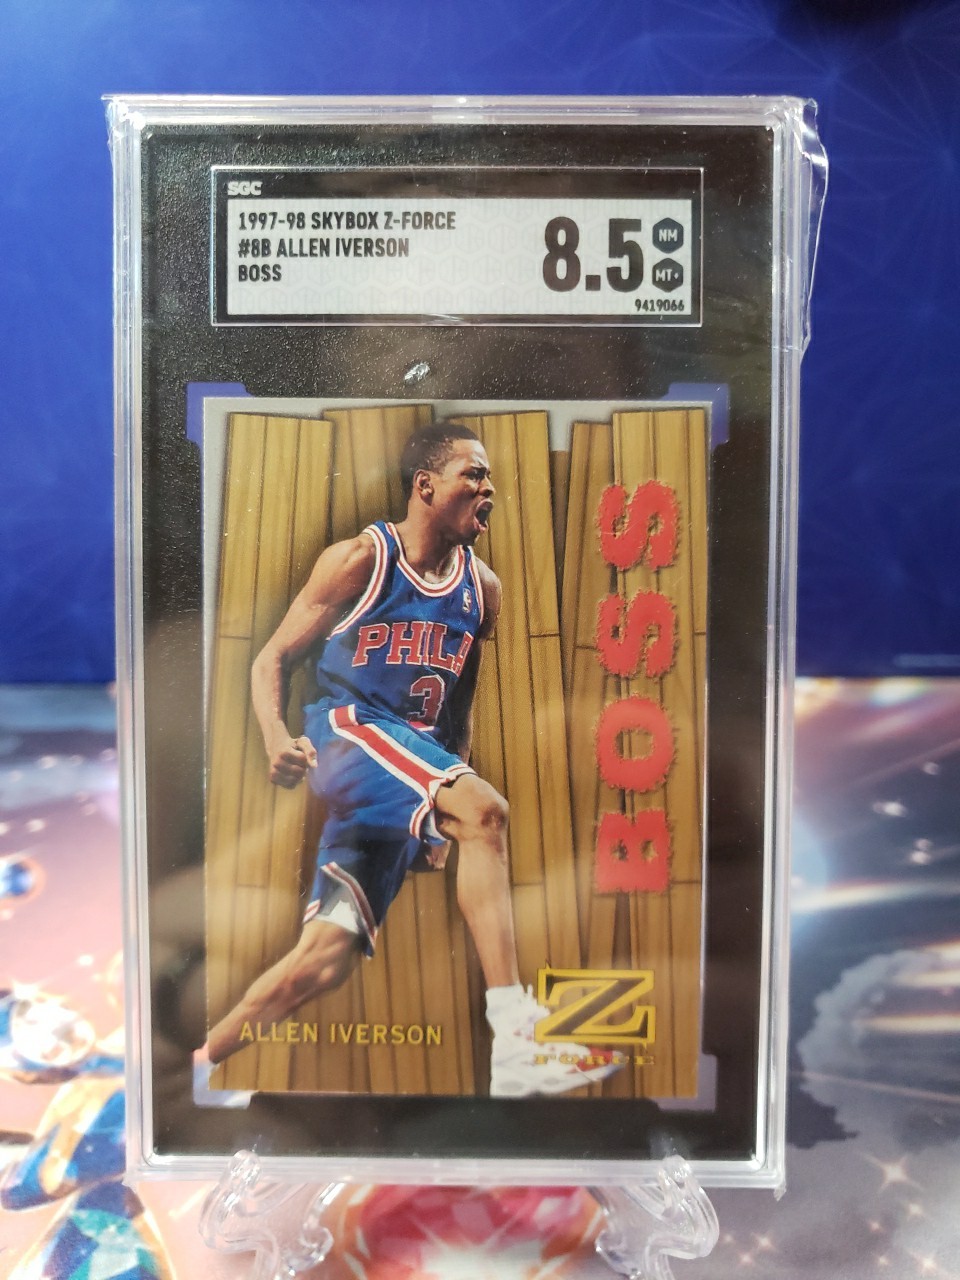 SGC
1997-98 SKYBOX Z-FORCE
#8B ALLEN IVERSON
BOSS
8.5
NM
MT+
9419066
BOSS
PHILA
3
ALLEN IVERSON
Z
FORCE